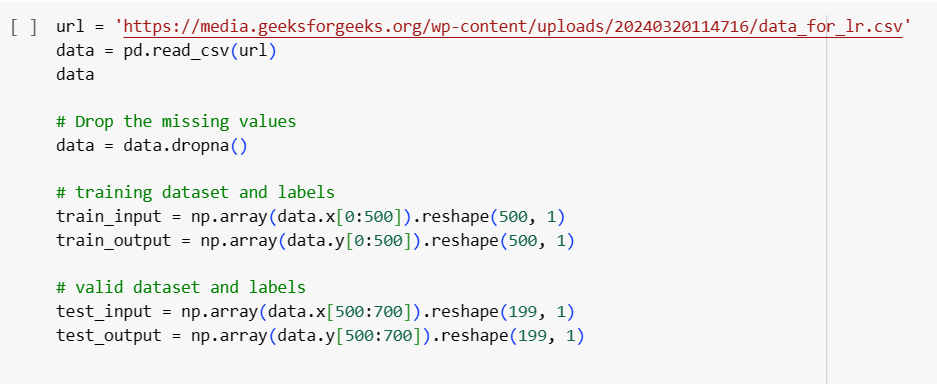 [ ] url = 'https://media.geeksforgeeks.org/wp-content/uploads/20240320114716/data_for_lr.csv'
data = pd.read_csv(url)
data
# Drop the missing values
data = data.dropna()
# training dataset and labels
train_input = np.array(data.x[0:500]).reshape(500, 1)
train_output = np.array(data.y[0:500]).reshape(500, 1)
# valid dataset and labels
test_input = np.array(data.x[500:700]).reshape(199, 1)
test_output = np.array(data.y[500:700]).reshape(199, 1)